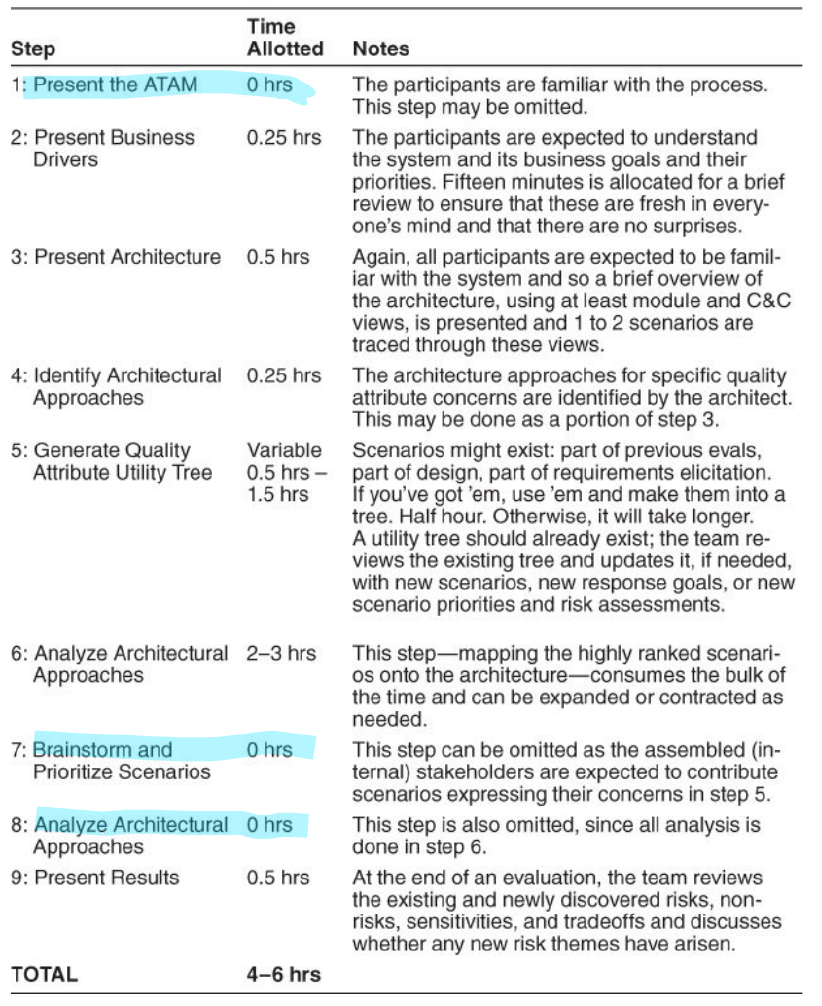 Time
Step Allotted Notes
1: Present the ATAM 0 hrs The participants are familiar with the process.
This step may be omitted.
2: Present Business 0.25 hrs The participants are expected to understand
Drivers the system and its business goals and their
priorities. Fifteen minutes is allocated for a brief
review to ensure that these are fresh in every-
one's mind and that there are no surprises.
3: Present Architecture 0.5 hrs Again, all participants are expected to be famil-
iar with the system and so a brief overview of
the architecture, using at least module and C&C
views, is presented and 1 to 2 scenarios are
traced through these views.
4: Identify Architectural 0.25 hrs The architecture approaches for specific quality
Approaches attribute concerns are identified by the architect.
This may be done as a portion of step 3.
5: Generate Quality Variable Scenarios might exist: part of previous evals,
Attribute Utility Tree 0.5 hrs – part of design, part of requirements elicitation.
1.5 hrs If you've got 'em, use 'em and make them into a
tree. Half hour. Otherwise, it will take longer.
A utility tree should already exist; the team re-
views the existing tree and updates it, if needed,
with new scenarios, new response goals, or new
scenario priorities and risk assessments.
6: Analyze Architectural 2–3 hrs This step—mapping the highly ranked scenari-
Approaches os onto the architecture—consumes the bulk of
the time and can be expanded or contracted as
needed.
7: Brainstorm and 0 hrs This step can be omitted as the assembled (in-
Prioritize Scenarios ternal) stakeholders are expected to contribute
scenarios expressing their concerns in step 5.
8: Analyze Architectural 0 hrs This step is also omitted, since all analysis is
Approaches done in step 6.
9: Present Results 0.5 hrs At the end of an evaluation, the team reviews
the existing and newly discovered risks, non-
risks, sensitivities, and tradeoffs and discusses
whether any new risk themes have arisen.
TOTAL 4–6 hrs